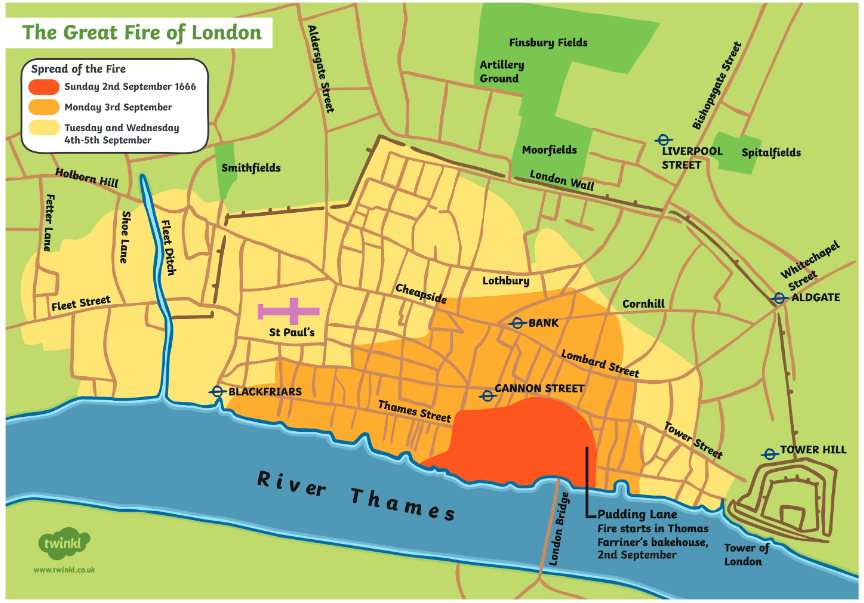 The Great Fire of London
Spread of the Fire
Sunday 2nd September 1666
Monday 3rd September
Tuesday and Wednesday
4th-5th September
Aldersgate Street
Finsbury Fields
Artillery
Ground
Bishopsgate Street
Moorfields
LIVERPOOL
STREET
Spitalfields
Smithfields
London Wall
Holborn Hill
Fetter Lane
Shoe Lane
Fleet Ditch
Whitechapel
Street
ALDGATE
Fleet Street
Cheapside
Lothbury
Cornhill
St Paul's
BANK
Lombard Street
BLACKFRIARS
CANNON STREET
Thames Street
Tower Street
TOWER HILL
River Thames
London Bridge
Pudding Lane
Fire starts in Thomas
Farriner's bakehouse,
2nd September
Tower of
London
twinkl
www.twinkl.co.uk